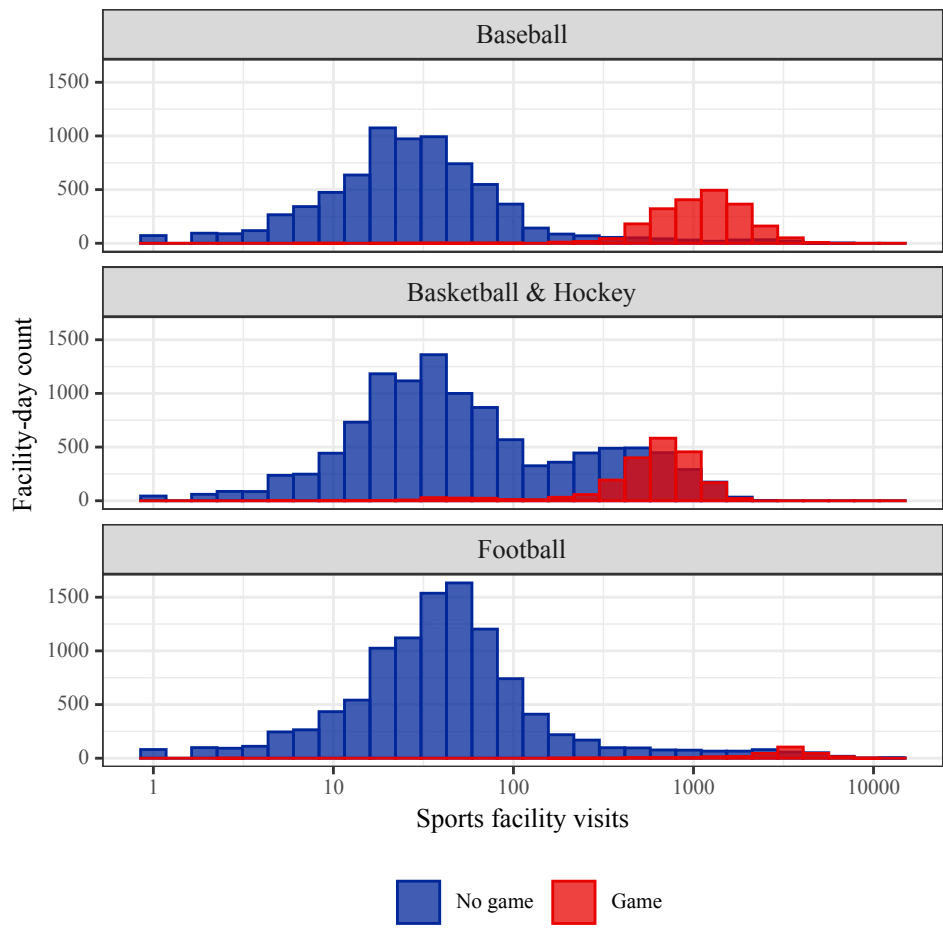 Baseball
1500
1000
500
0
Basketball & Hockey
1500
1000
500
0
Facility-day count
Football
1500
1000
500
0
1 10 100 1000 10000
Sports facility visits
No game Game